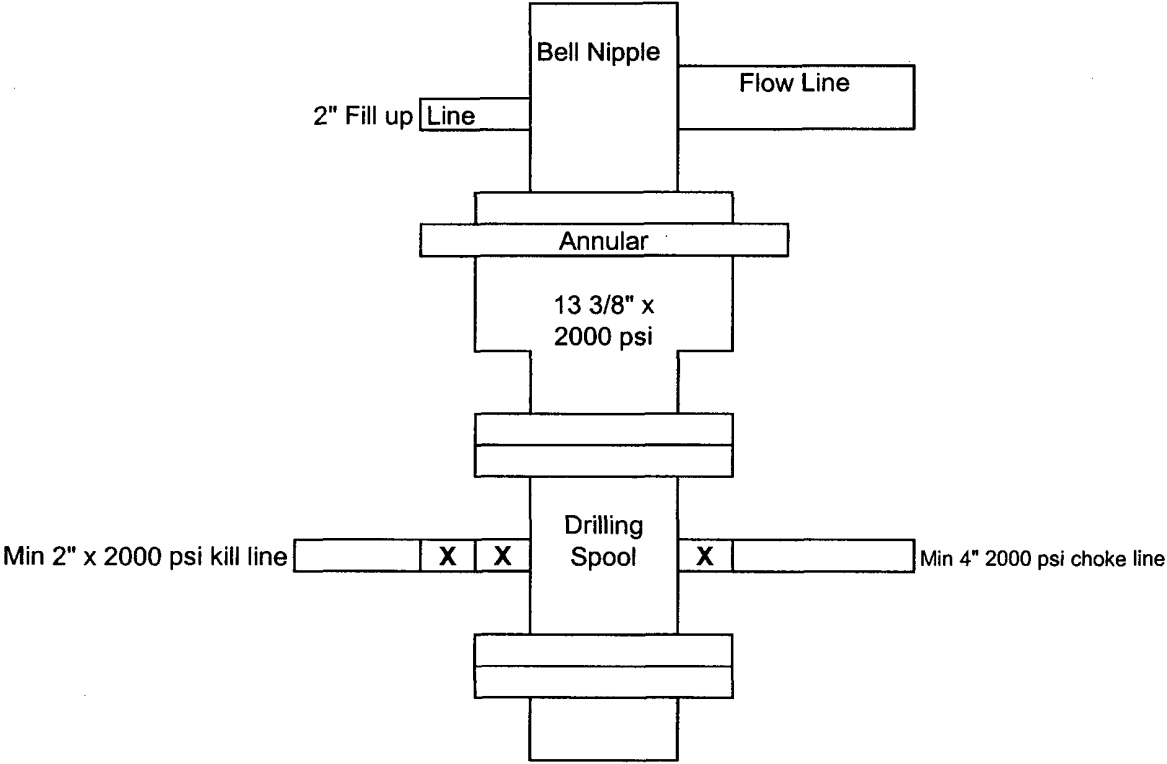 Bell Nipple
Flow Line
2" Fill up Line
Annular
13 3/8" x
2000 psi
Drilling
Spool
Min 2" x 2000 psi kill line
X X
X
Min 4" 2000 psi choke line